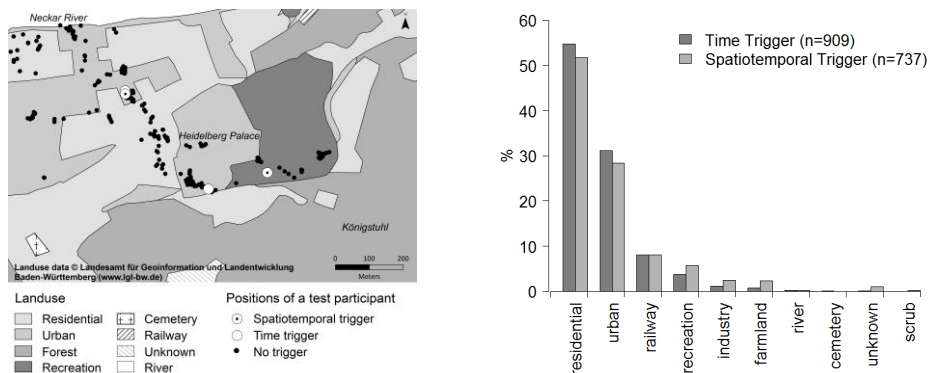 Neckar River
Heidelberg Palace
Königstuhl
0 100 200
Meters
Landuse data © Landesamt für Geoinformation und Landentwicklung
Baden-Württemberg (www.lgl-bw.de)
Landuse
Residential
Urban
Forest
Recreation
Cemetery
Railway
Unknown
River
Positions of a test participant
Spatiotemporal trigger
Time trigger
No trigger
Time Trigger (n=909)
Spatiotemporal Trigger (n=737)
%
60
50
40
30
20
10
0
residential
urban
railway
recreation
industry
farmland
river
cemetery
unknown
scrub